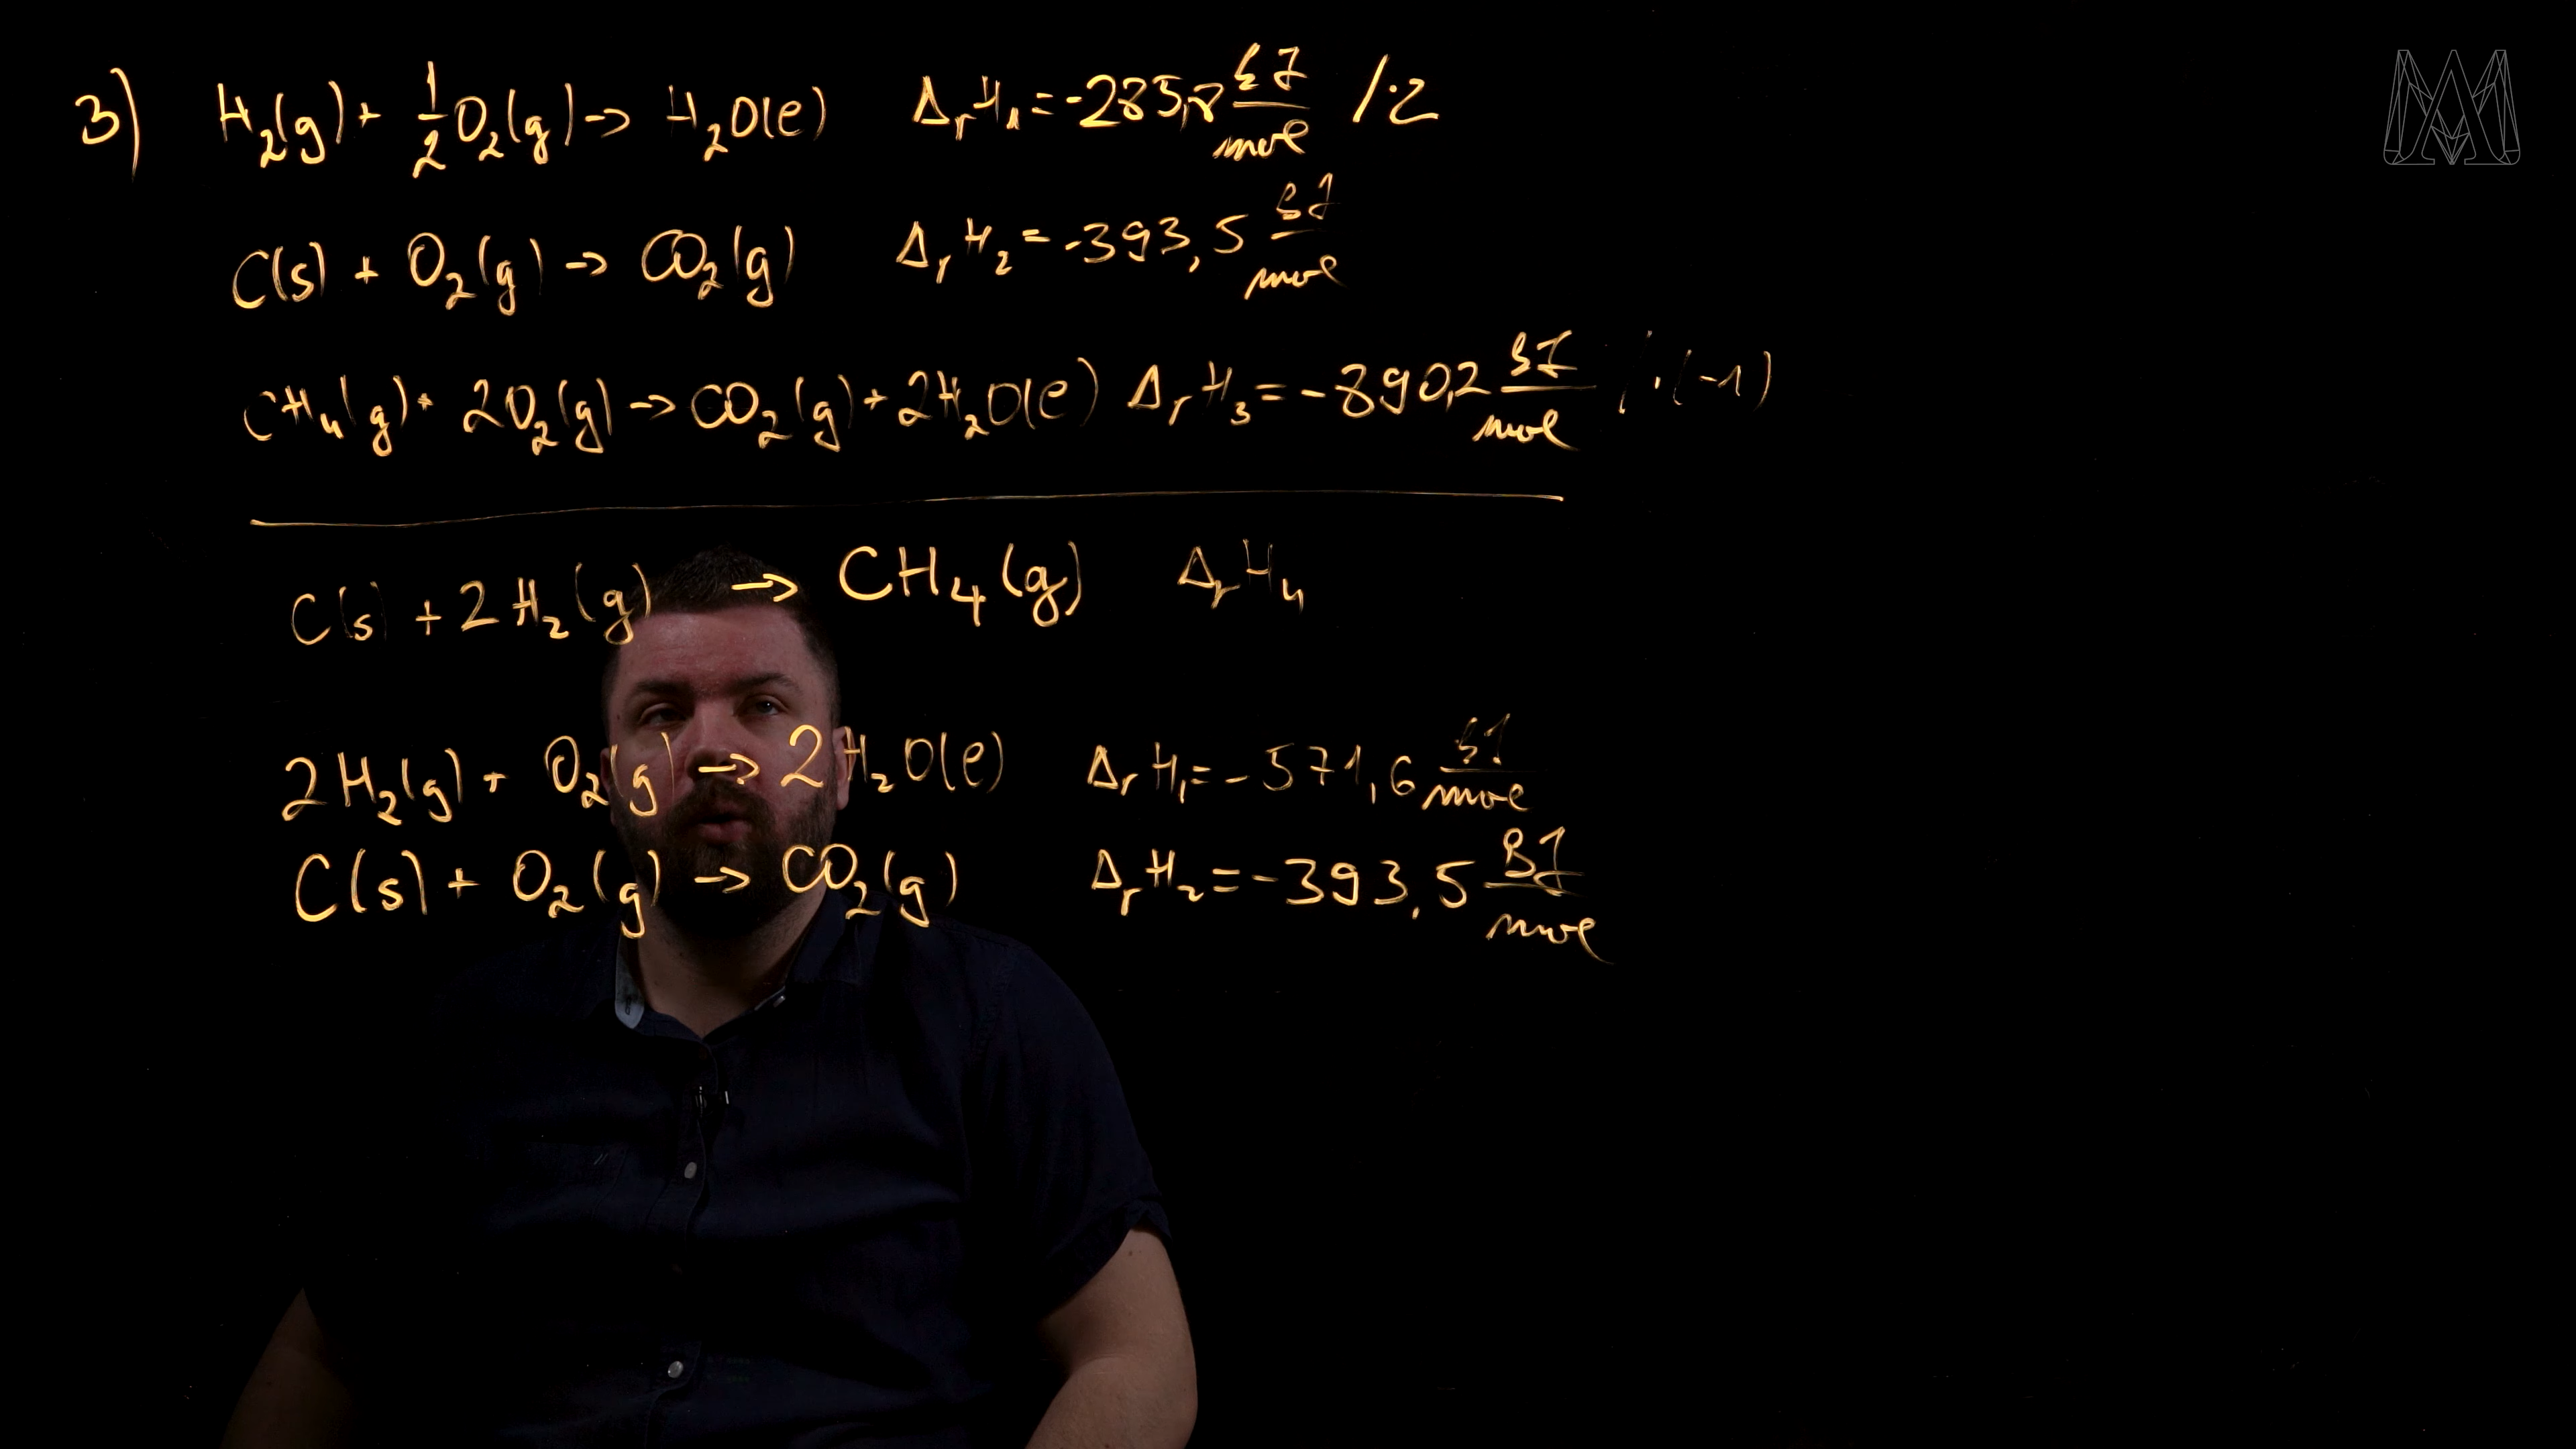 3) H₂(g) + 1/2 O₂(g) → H₂O(l) ΔrH₁ = -285,8 kJ/mol /·2
C(s) + O₂(g) → CO₂(g) ΔrH₂ = -393,5 kJ/mol
CH₄(g) + 2O₂(g) → CO₂(g) + 2H₂O(l) ΔrH₃ = -890,2 kJ/mol /·(-1)
C(s) + 2H₂(g) → CH₄(g) ΔrH₄
2H₂(g) + O₂(g) → 2H₂O(l) ΔrH₁ = -571,6 kJ/mol
C(s) + O₂(g) → CO₂(g) ΔrH₂ = -393,5 kJ/mol